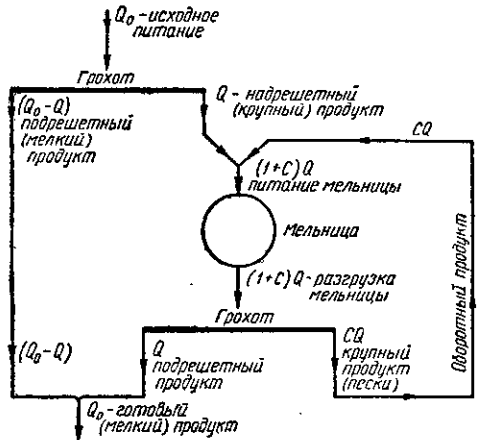 Q₀-исходное
питание
Грохот
(Q₀-Q)
подрешетный
(мелкий)
продукт
Q-надрешетный
(крупный) продукт
CQ
(1+C)Q
питание мельницы
Мельница
Оборотный продукт
(1+C)Q-разгрузка
мельницы
Грохот
(Q₀-Q)
Q
подрешетный
продукт
CQ
крупный
продукт
(пески)
Q₀-готовый
(мелкий) продукт